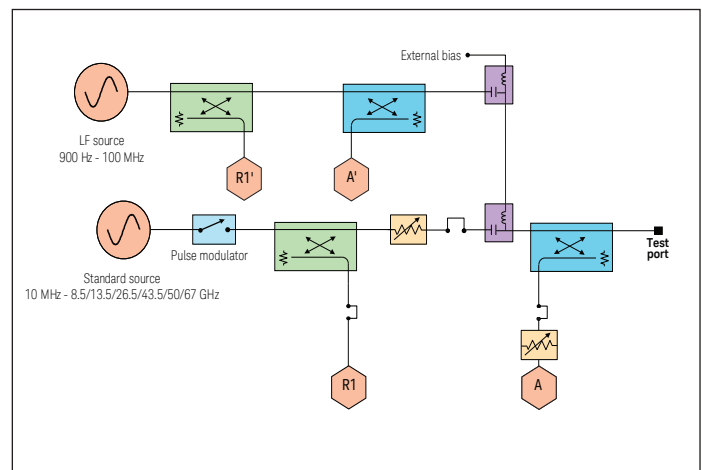 External bias
LF source
900 Hz - 100 MHz
R1'
A'
Pulse modulator
Test
port
Standard source
10 MHz - 8.5/13.5/26.5/43.5/50/67 GHz
R1
A